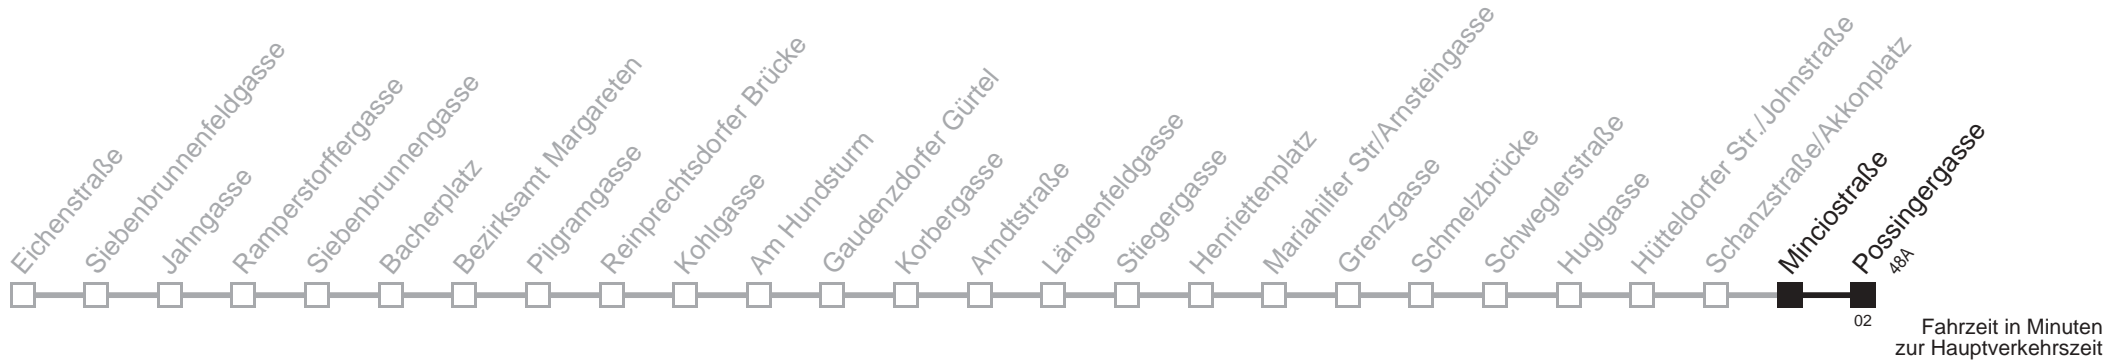 Eichenstraße
Siebenbrunnenfeldgasse
Jahngasse
Ramperstoffergasse
Siebenbrunnengasse
Bacherplatz
Bezirksamt Margareten
Pilgramgasse
Reinprechtsdorfer Brücke
Kohlgasse
Am Hundsturm
Gaudenzdorfer Gürtel
Korbergasse
Arndtstraße
Längenfeldgasse
Stiegergasse
Henriettenplatz
Mariahilfer Str/Arnsteingasse
Grenzgasse
Schmelzbrücke
Schweglerstraße
Huglgasse
Hütteldorfer Str./Johnstraße
Schanzstraße/Akkonplatz
Minciostraße
Possingergasse
48A
02
Fahrzeit in Minuten
zur Hauptverkehrszeit